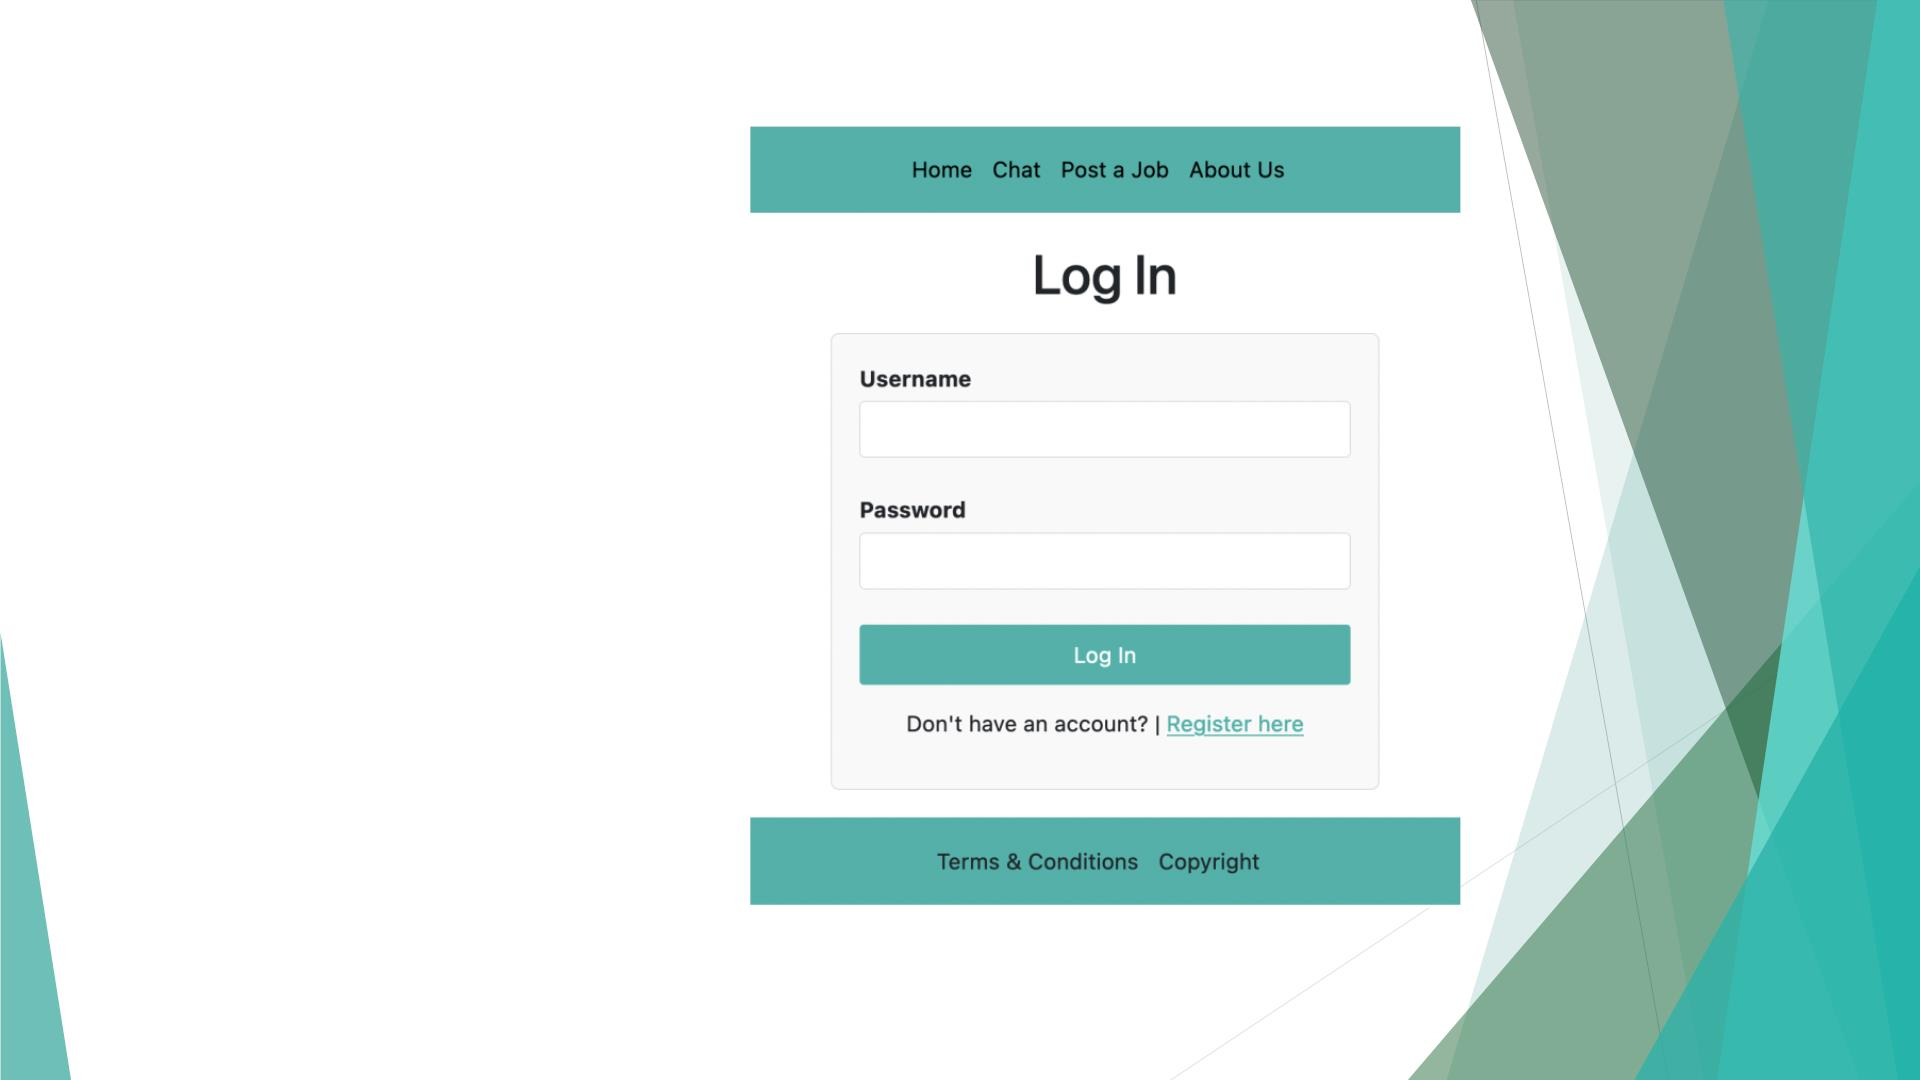 Home Chat Post a Job About Us
Log In
Username
Password
Log In
Don't have an account? | Register here
Terms & Conditions Copyright